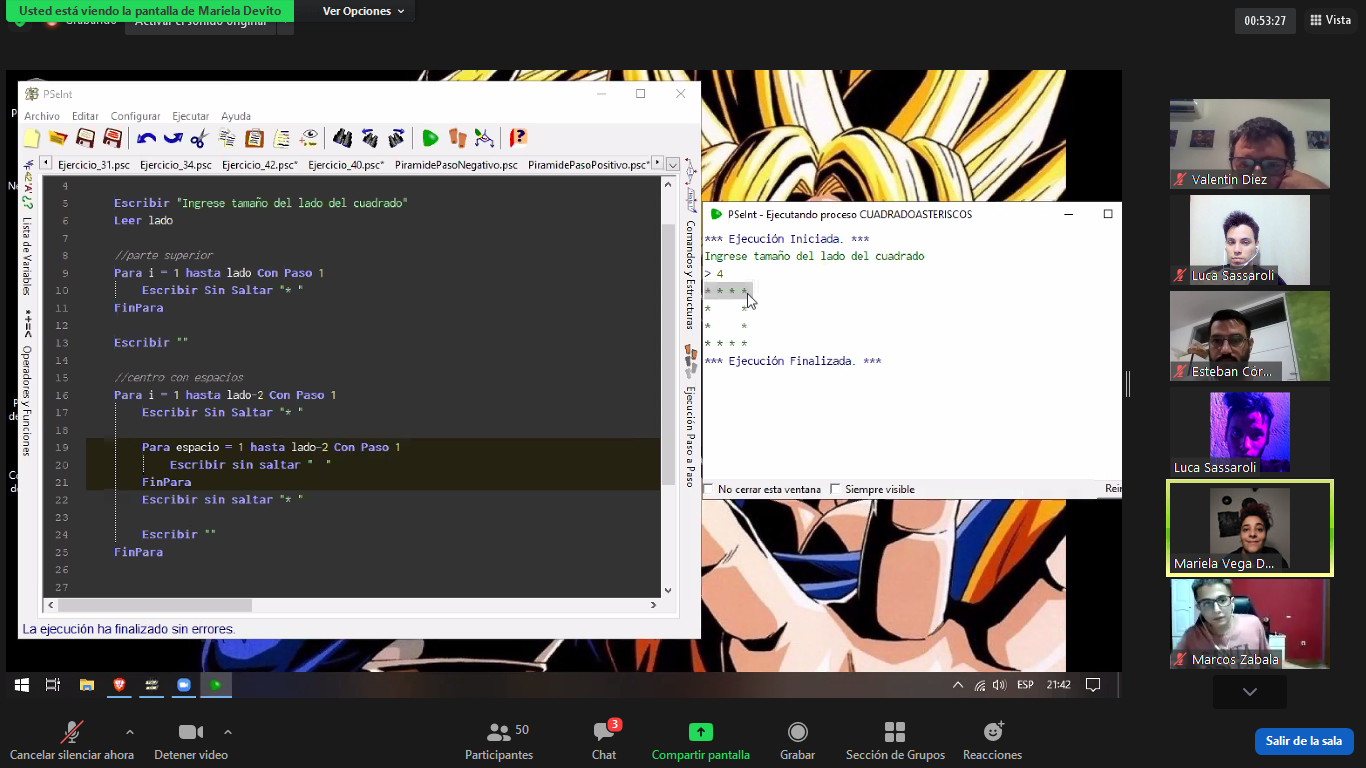 Usted está viendo la pantalla de Mariela Devito
Ver Opciones
Grabando
Activar el sonido original
00:53:27
Vista
PSeInt
Archivo Editar Configurar Ejecutar Ayuda
Ejercicio_31.psc Ejercicio_34.psc Ejercicio_42.psc* Ejercicio_40.psc* PiramidePasoNegativo.psc PiramidePasoPositivo.psc*
Lista de Variables
Operadores y Funciones
4
5 Escribir "Ingrese tamaño del lado del cuadrado"
6 Leer lado
7
8 //parte superior
9 Para i = 1 hasta lado Con Paso 1
10 Escribir Sin Saltar "* "
11 FinPara
12
13 Escribir ""
14
15 //centro con espacios
16 Para i = 1 hasta lado-2 Con Paso 1
17 Escribir Sin Saltar "* "
18
19 Para espacio = 1 hasta lado-2 Con Paso 1
20 Escribir sin saltar "  "
21 FinPara
22 Escribir sin saltar "* "
23
24 Escribir ""
25 FinPara
26
27
La ejecución ha finalizado sin errores.
Comandos y Estructuras
Ejecución Paso a Paso
PSeInt - Ejecutando proceso CUADRADOASTERISCOS
*** Ejecución Iniciada. ***
Ingrese tamaño del lado del cuadrado
> 4
* * * *
*     *
*     *
* * * *
*** Ejecución Finalizada. ***
No cerrar esta ventana Siempre visible Rei
Valentin Diez
Luca Sassaroli
Esteban Cór...
Luca Sassaroli
Mariela Vega D...
Marcos Zabala
ESP 21:42
Cancelar silenciar ahora
Detener video
50
Participantes
3
Chat
Compartir pantalla
Grabar
Sección de Grupos
Reacciones
Salir de la sala